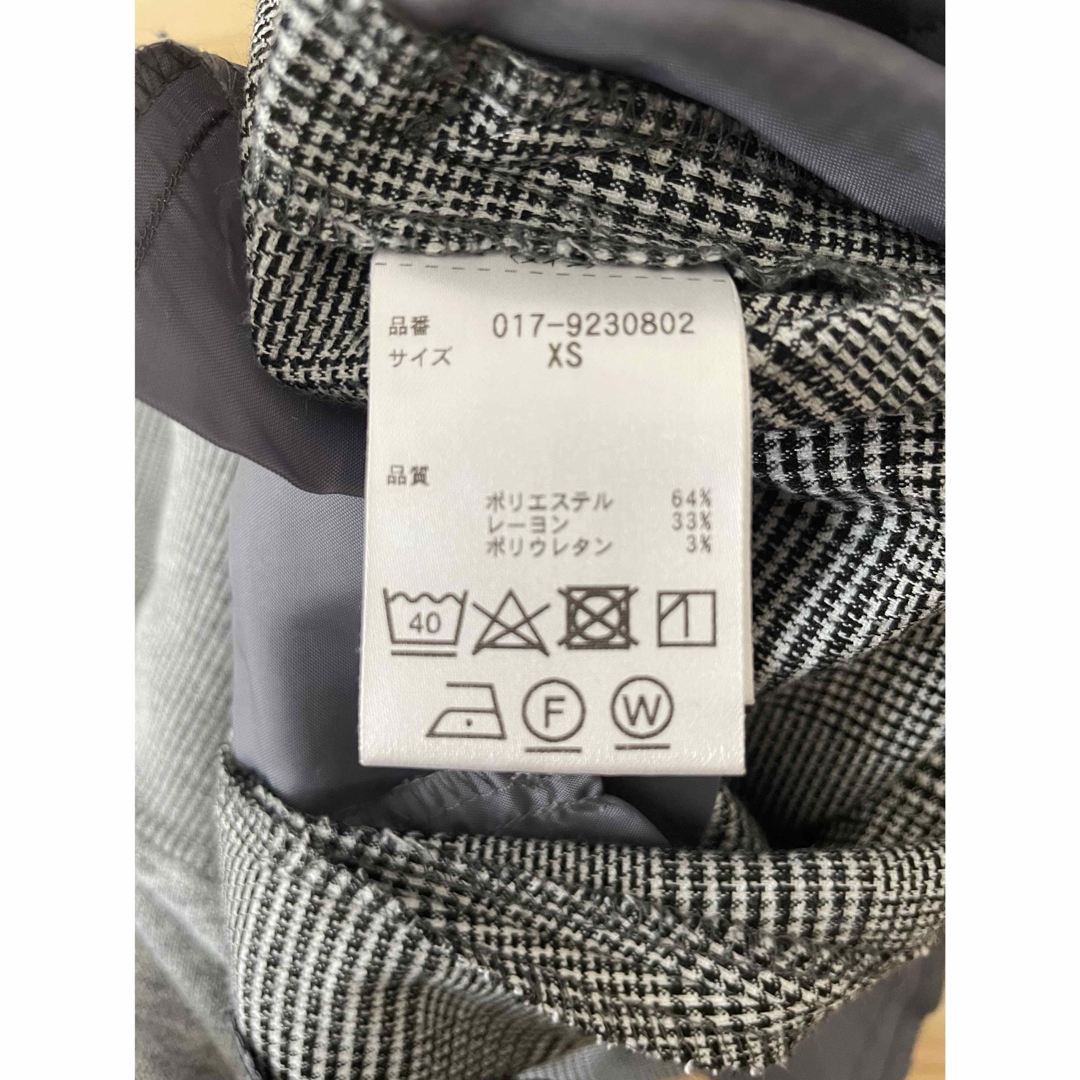 品番 017-9230802
サイズ XS
品質
ポリエステル 64%
レーヨン 33%
ポリウレタン 3%
40
F W